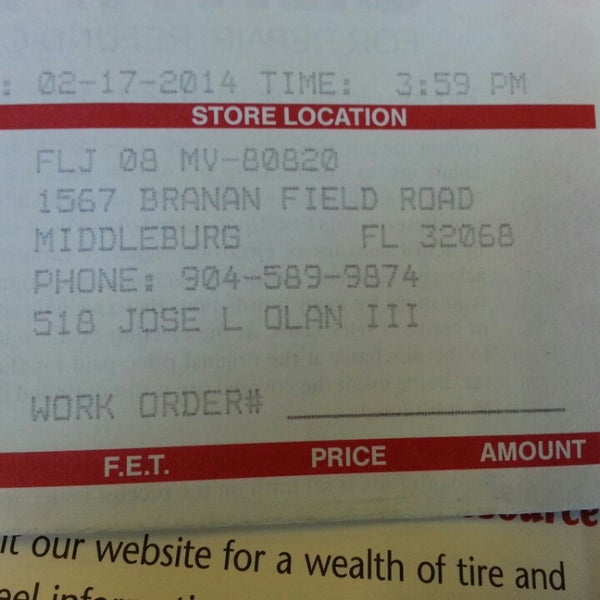 : 02-17-2014 TIME: 3:59 PM
STORE LOCATION
FLJ 08 MV-80820
1567 BRANAN FIELD ROAD
MIDDLEBURG FL 32068
PHONE: 904-589-9874
518 JOSE L OLAN III
WORK ORDER#
F.E.T. PRICE AMOUNT
it our website for a wealth of tire and